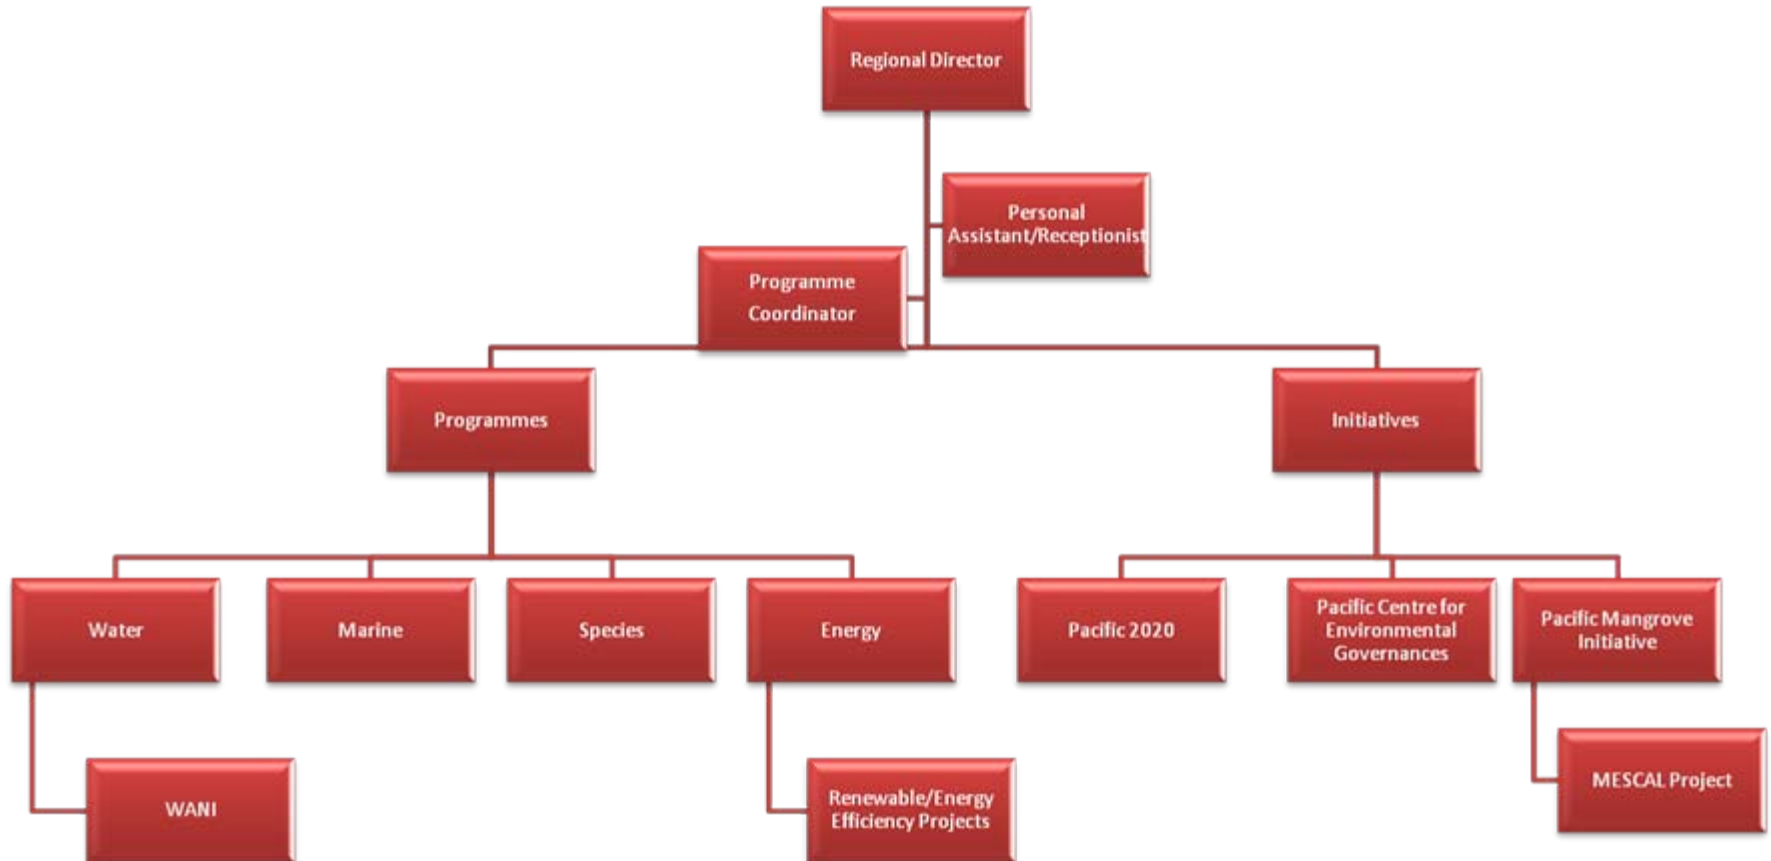 Regional Director
Personal
Assistant/Receptionist
Programme
Coordinator
Programmes
Initiatives
Water
Marine
Species
Energy
Pacific 2020
Pacific Centre for
Environmental
Governances
Pacific Mangrove
Initiative
WANI
Renewable/Energy
Efficiency Projects
MESCAL Project